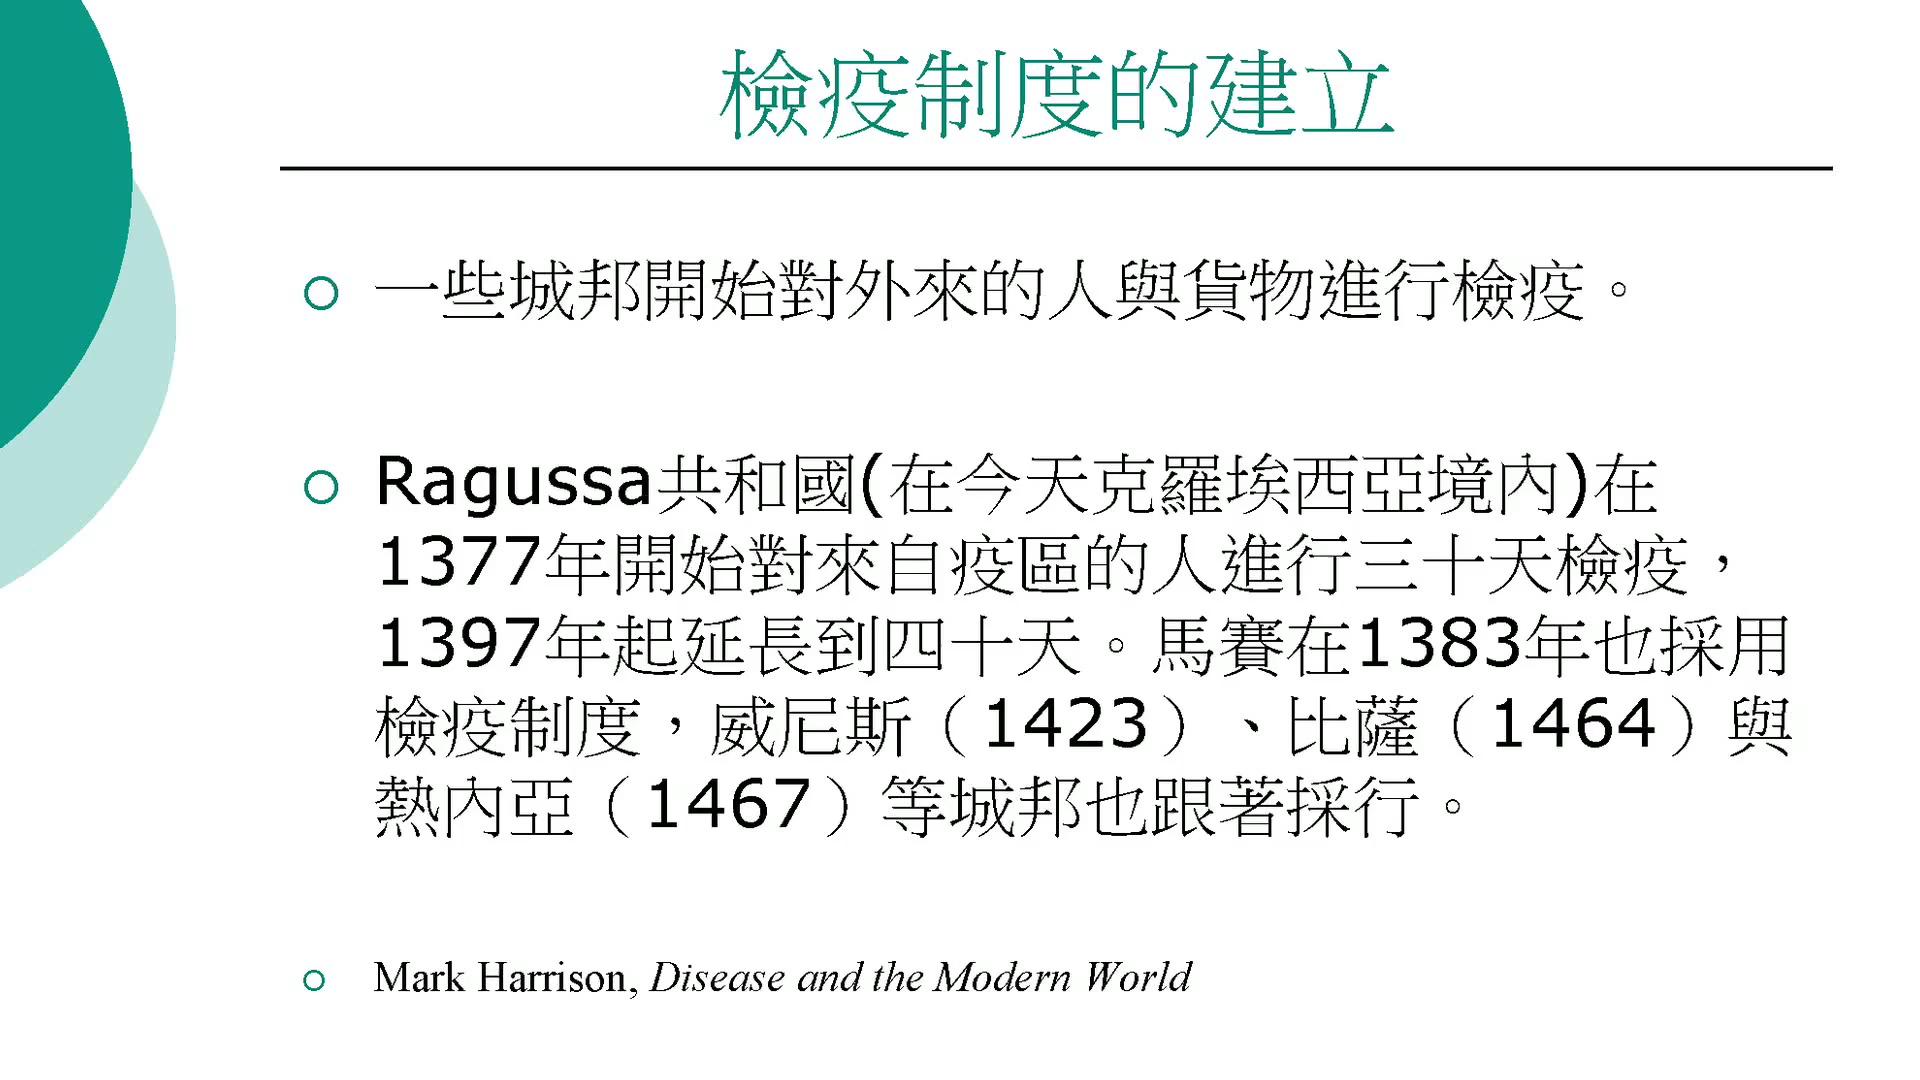 檢疫制度的建立
一些城邦開始對外來的人與貨物進行檢疫。
Ragussa共和國(在今天克羅埃西亞境內)在
1377年開始對來自疫區的人進行三十天檢疫，
1397年起延長到四十天。馬賽在1383年也採用
檢疫制度，威尼斯（1423）、比薩（1464）與
熱內亞（1467）等城邦也跟著採行。
Mark Harrison, Disease and the Modern World